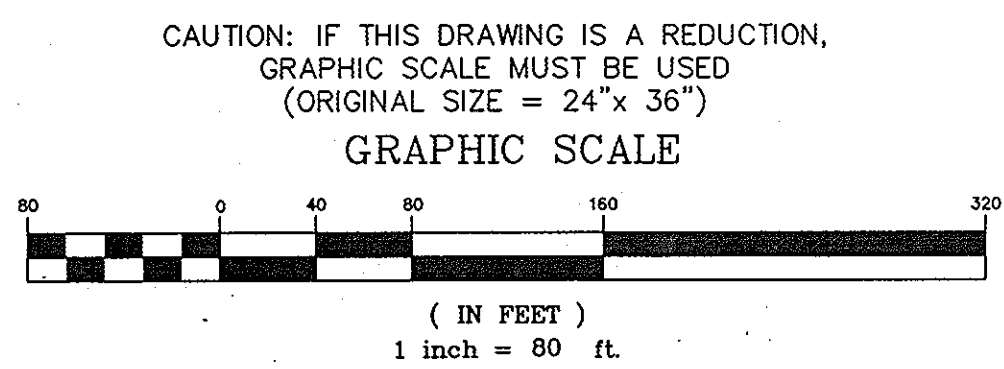 CAUTION: IF THIS DRAWING IS A REDUCTION,
GRAPHIC SCALE MUST BE USED
(ORIGINAL SIZE = 24"x 36")
GRAPHIC SCALE
80 0 40 80 160 320
( IN FEET )
1 inch = 80 ft.